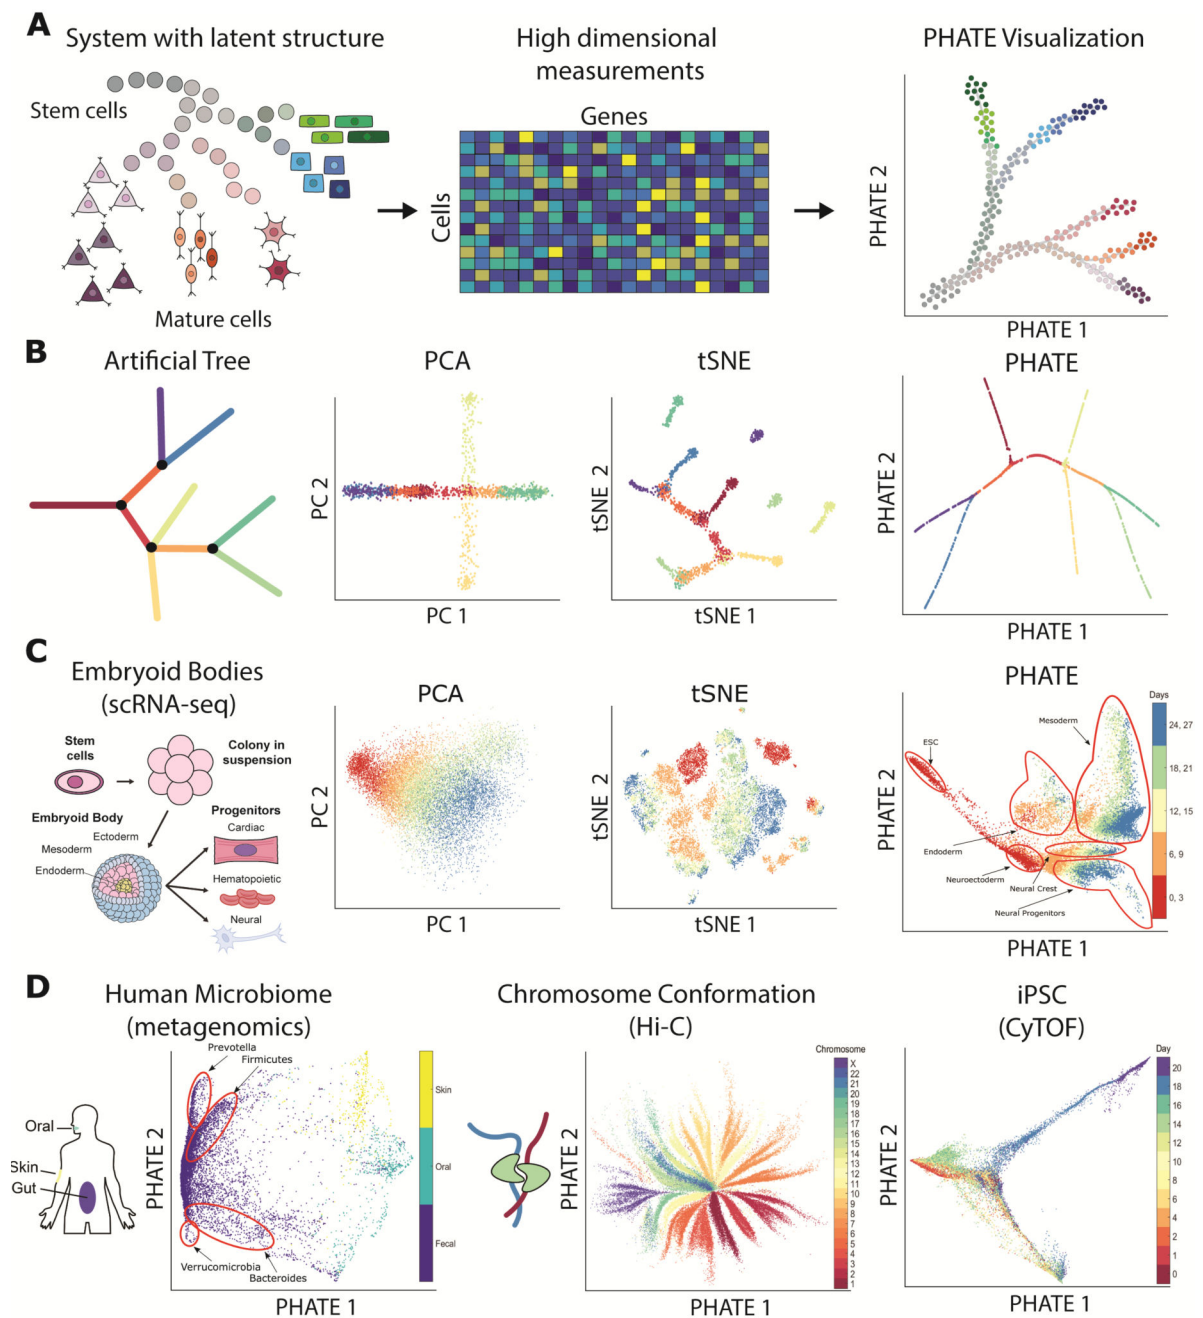 A
System with latent structure
High dimensional
measurements
PHATE Visualization
Stem cells
Genes
Cells
Mature cells
PHATE 2
PHATE 1
B
Artificial Tree
PCA
tSNE
PHATE
PC 2
PC 1
tSNE 2
tSNE 1
PHATE 2
PHATE 1
C
Embryoid Bodies
(scRNA-seq)
PCA
tSNE
PHATE
Stem
cells
Colony in
suspension
Embryoid Body
Progenitors
Ectoderm
Mesoderm
Endoderm
Cardiac
Hematopoietic
Neural
PC 2
PC 1
tSNE 2
tSNE 1
PHATE 2
PHATE 1
ESC
Mesoderm
Endoderm
Neuroectoderm
Neural Crest
Neural Progenitors
Days
24, 27
18, 21
12, 15
6, 9
0, 3
D
Human Microbiome
(metagenomics)
Chromosome Conformation
(Hi-C)
iPSC
(CyTOF)
Oral
Skin
Gut
Prevotella
Firmicutes
Verrucomicrobia
Bacteroides
PHATE 2
PHATE 1
Skin
Oral
Fecal
PHATE 2
PHATE 1
Chromosome
X
22
21
20
19
18
17
16
15
14
13
12
11
10
9
8
7
6
5
4
3
2
1
PHATE 2
PHATE 1
Day
20
18
16
14
12
10
8
6
4
2
1
0